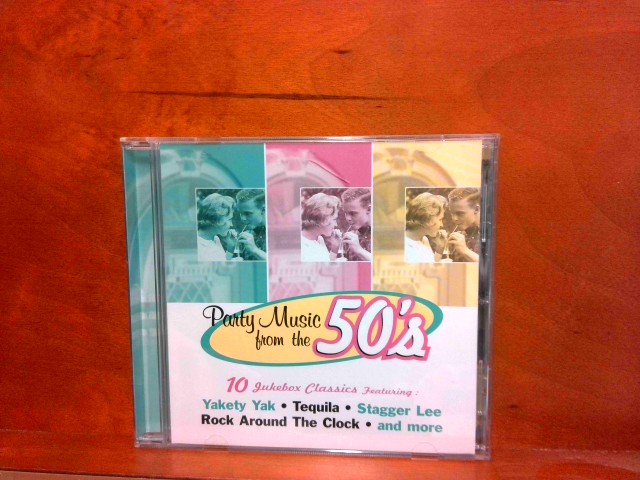 Party Music
from the 50's
10 Jukebox Classics Featuring:
Yakety Yak • Tequila • Stagger Lee
Rock Around The Clock • and more